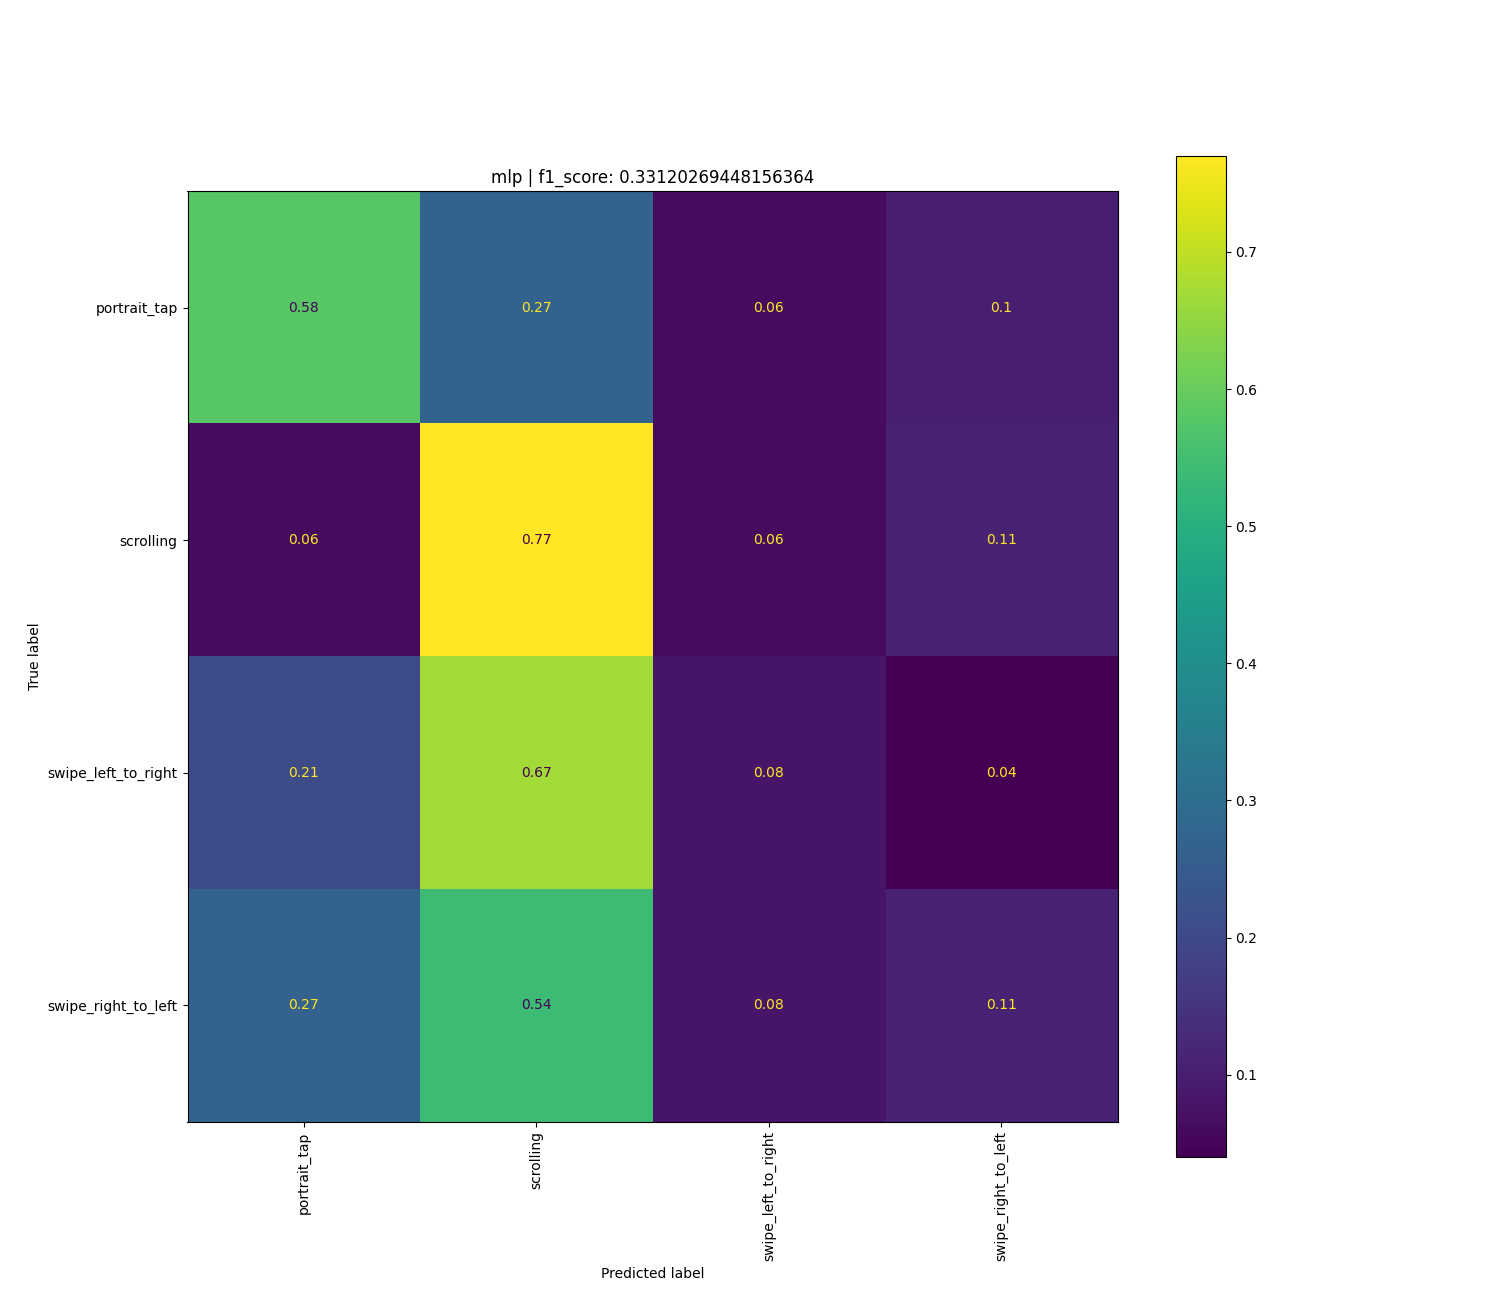 mlp | f1_score: 0.33120269448156364
portrait_tap 0.58 0.27 0.06 0.1
scrolling 0.06 0.77 0.06 0.11
swipe_left_to_right 0.21 0.67 0.08 0.04
swipe_right_to_left 0.27 0.54 0.08 0.11
True label
portrait_tap
scrolling
swipe_left_to_right
swipe_right_to_left
Predicted label
0.7
0.6
0.5
0.4
0.3
0.2
0.1